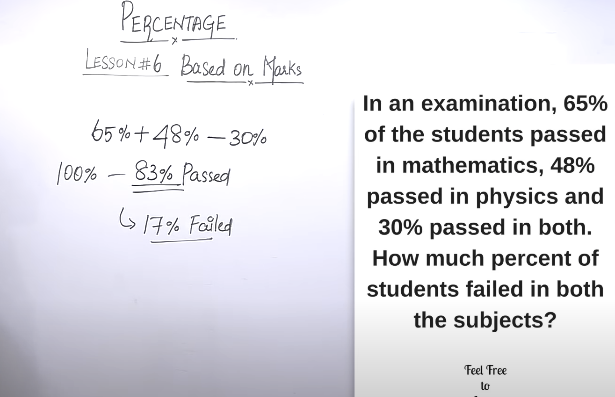 PERCENTAGE
LESSON #6 Based on Marks
65% + 48% – 30%
100% – 83% Passed
↳ 17% Failed
In an examination, 65%
of the students passed
in mathematics, 48%
passed in physics and
30% passed in both.
How much percent of
students failed in both
the subjects?
Feel Free
to